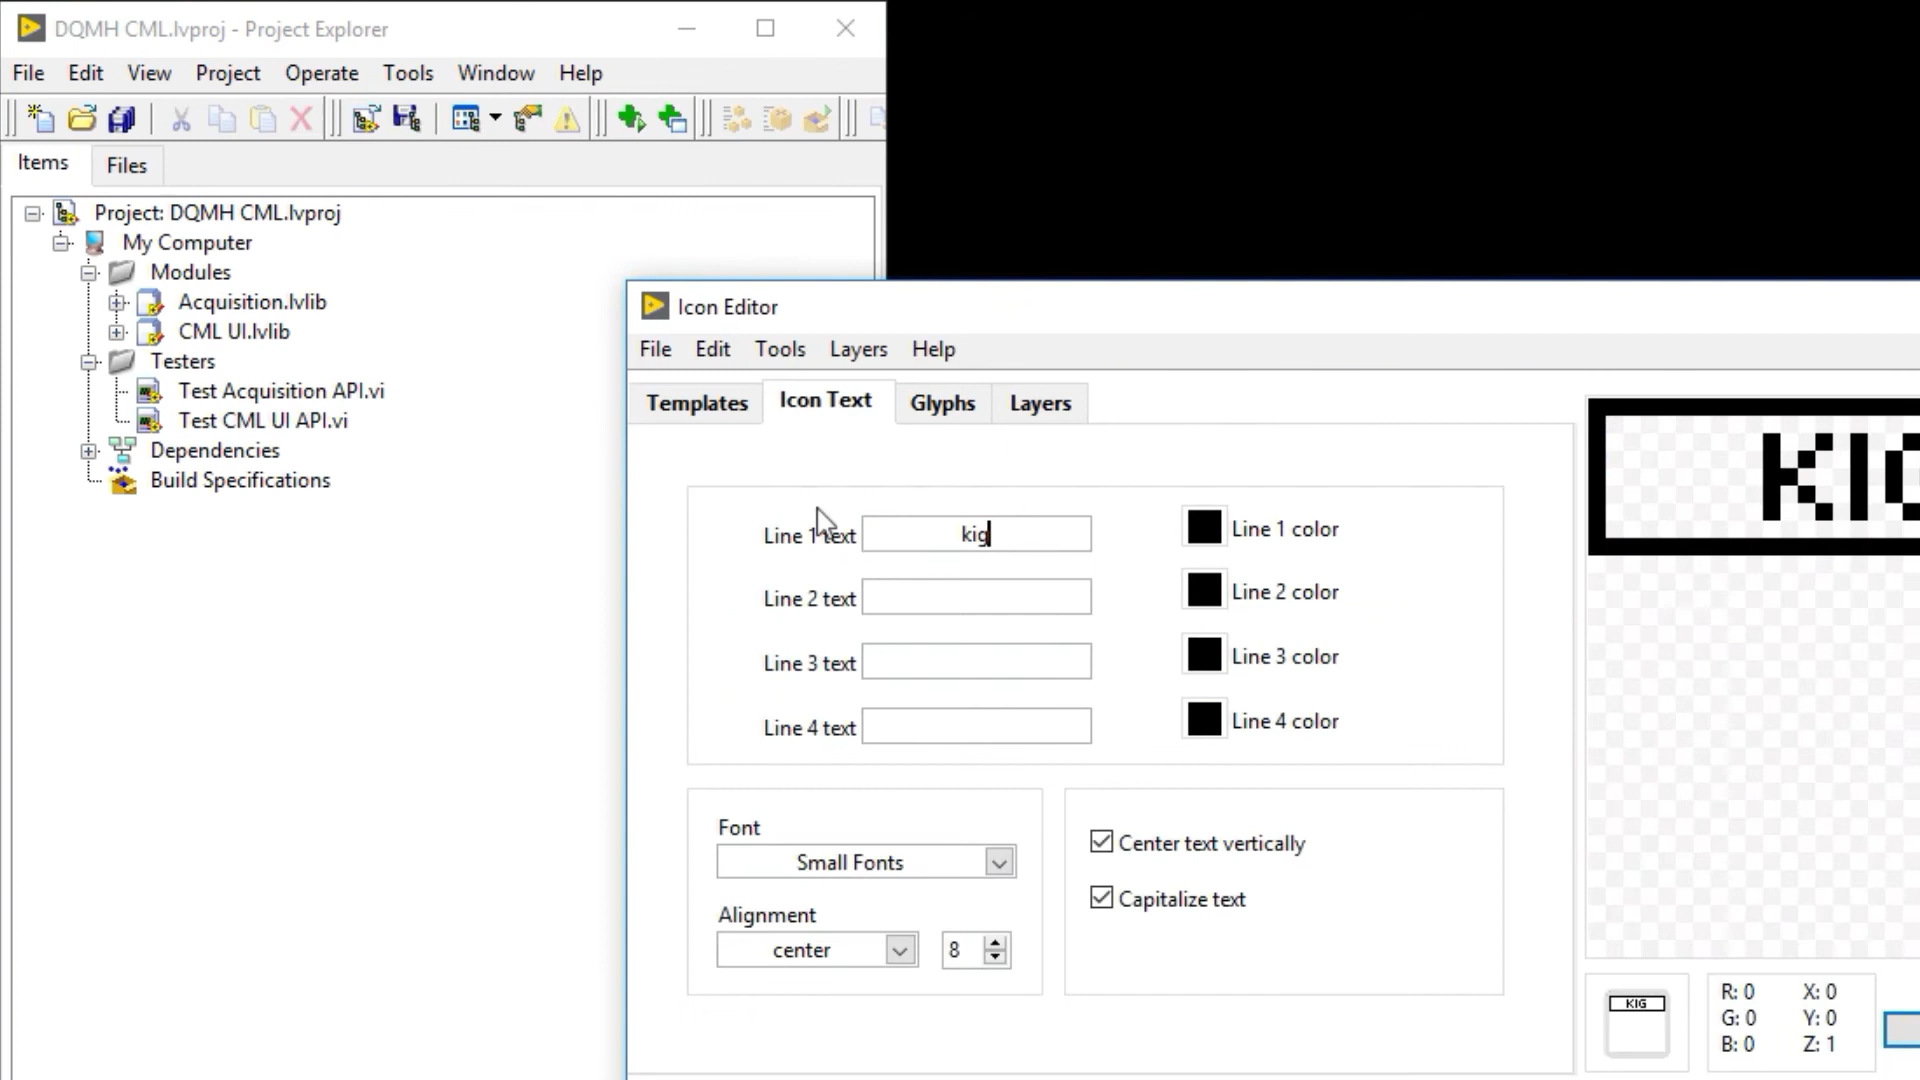 DQMH CML.lvproj - Project Explorer
File Edit View Project Operate Tools Window Help
Items Files
Project: DQMH CML.lvproj
My Computer
Modules
Acquisition.lvlib
CML UI.lvlib
Testers
Test Acquisition API.vi
Test CML UI API.vi
Dependencies
Build Specifications
Icon Editor
File Edit Tools Layers Help
Templates Icon Text Glyphs Layers
Line 1 text kig Line 1 color
Line 2 text Line 2 color
Line 3 text Line 3 color
Line 4 text Line 4 color
Font
Small Fonts
Alignment
center 8
Center text vertically
Capitalize text
KIG
KIG
R: 0 X: 0
G: 0 Y: 0
B: 0 Z: 1